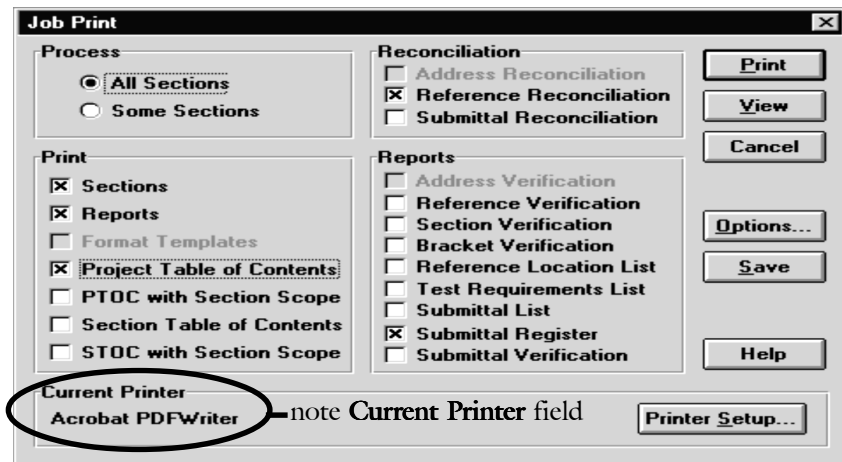 Job Print
Process
All Sections
Some Sections
Reconciliation
Address Reconciliation
Reference Reconciliation
Submittal Reconciliation
Print
View
Cancel
Print
Sections
Reports
Format Templates
Project Table of Contents
PTOC with Section Scope
Section Table of Contents
STOC with Section Scope
Reports
Address Verification
Reference Verification
Section Verification
Bracket Verification
Reference Location List
Test Requirements List
Submittal List
Submittal Register
Submittal Verification
Options...
Save
Help
Current Printer
Acrobat PDFWriter
note Current Printer field
Printer Setup...